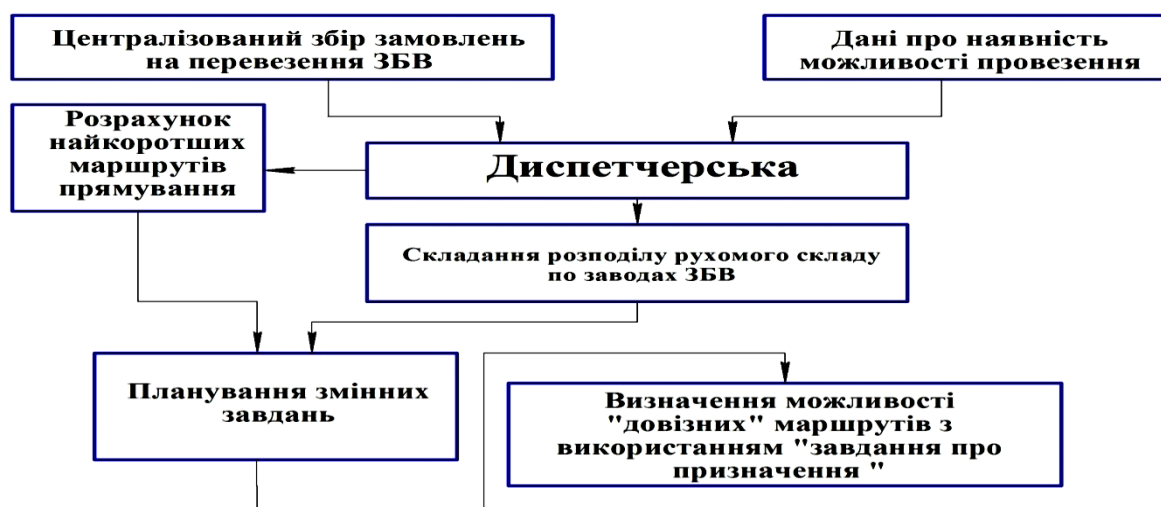 Централізований збір замовлень
на перевезення ЗБВ
Дані про наявність
можливості провезення
Розрахунок
найкоротших
маршрутів
прямування
Диспетчерська
Складання розподілу рухомого складу
по заводах ЗБВ
Планування змінних
завдань
Визначення можливості
"довізних" маршрутів з
використанням "завдання про
призначення "